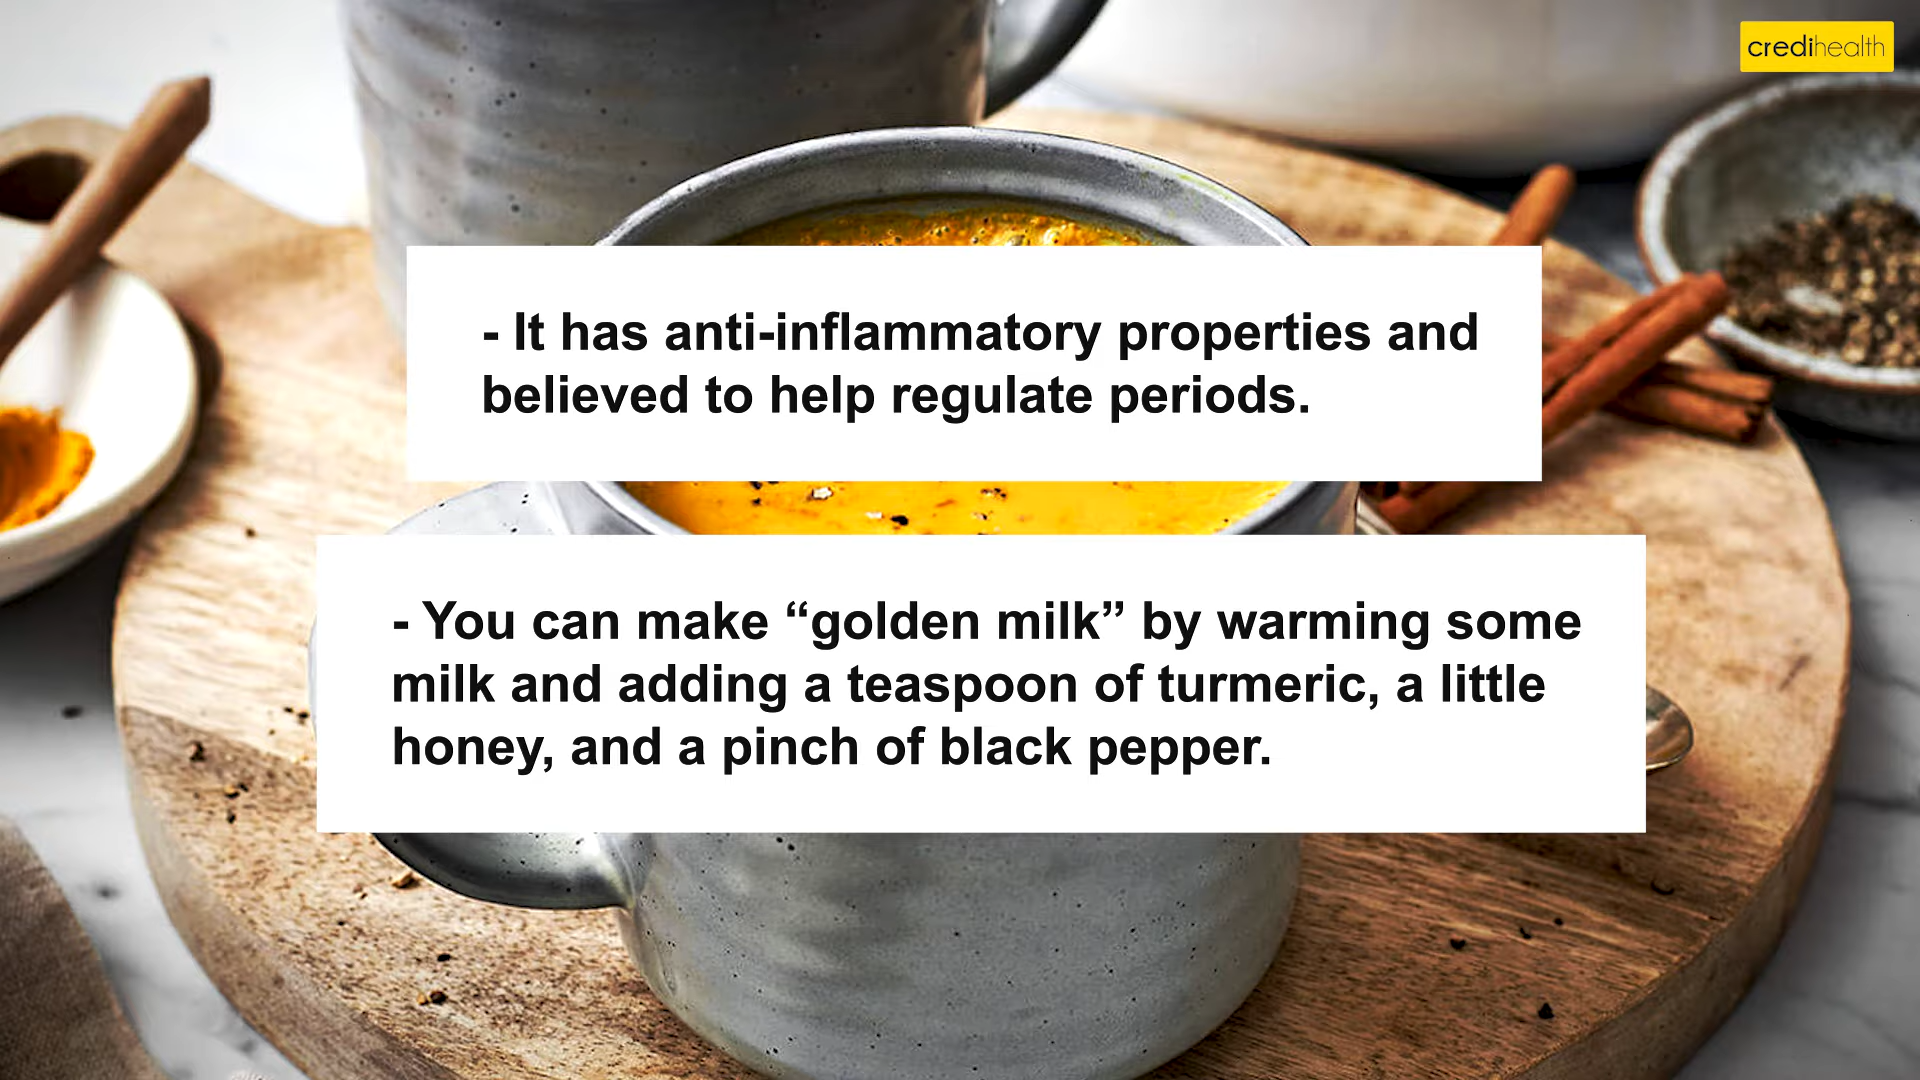 credihealth
- It has anti-inflammatory properties and
believed to help regulate periods.
- You can make “golden milk” by warming some
milk and adding a teaspoon of turmeric, a little
honey, and a pinch of black pepper.